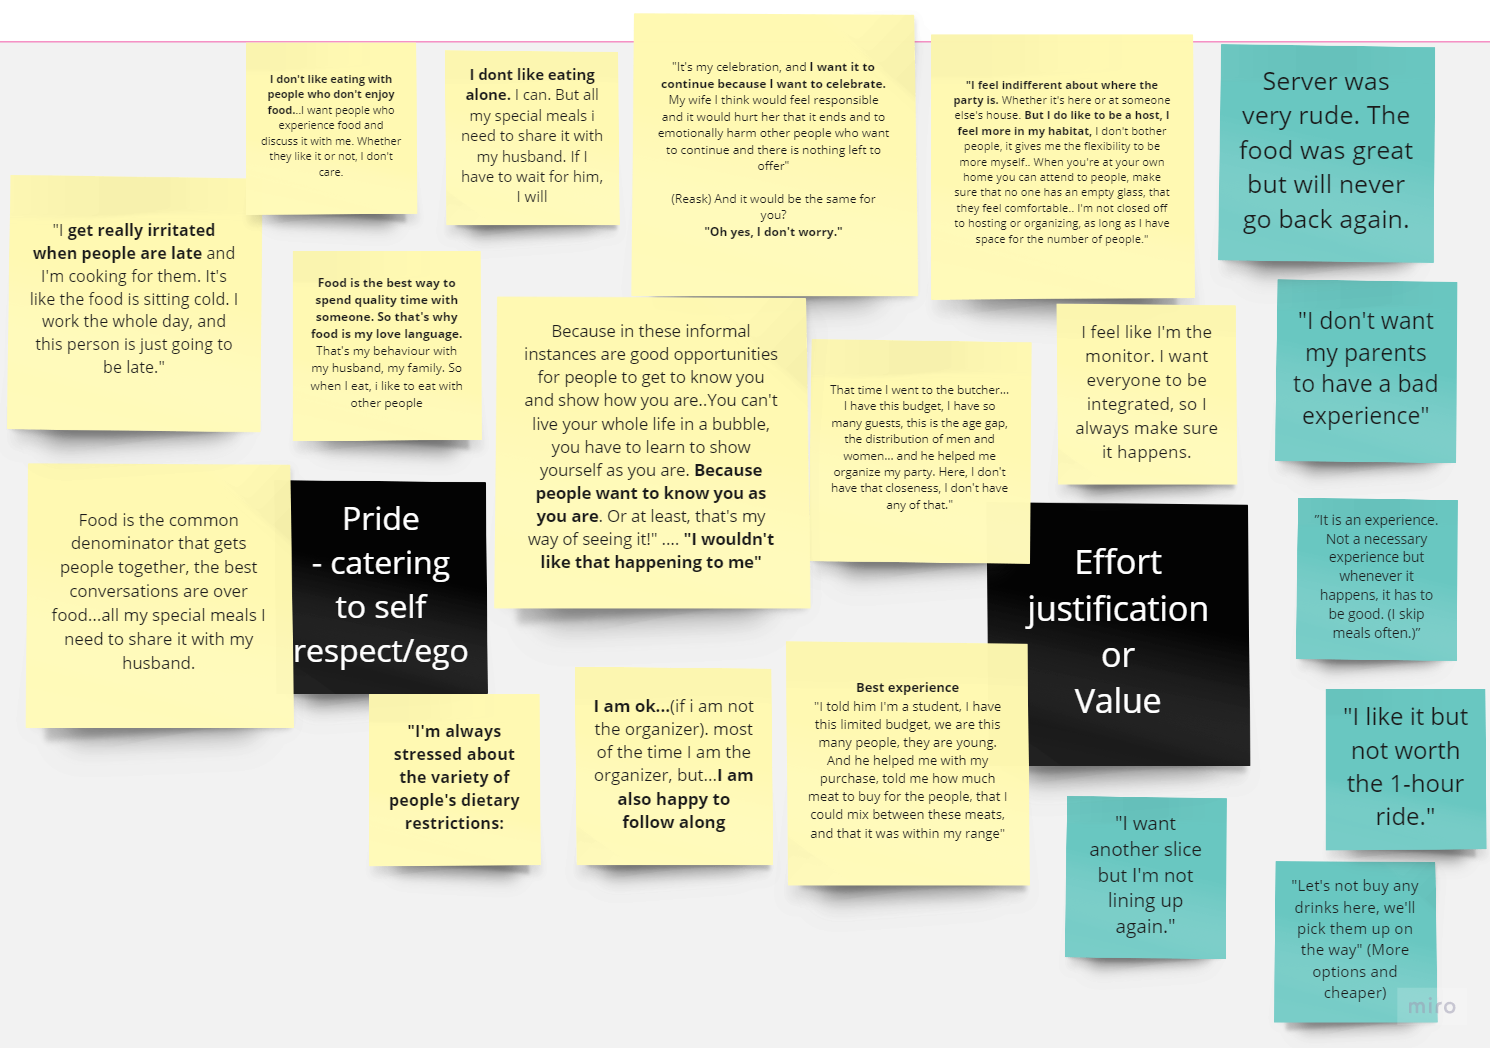 I don't like eating with
people who don't enjoy
food...I want people who
experience food and
discuss it with me. Whether
they like it or not, I don't
care.
I dont like eating
alone. I can. But all
my special meals i
need to share it with
my husband. If I
have to wait for him,
I will
"It's my celebration, and I want it to
continue because I want to celebrate.
My wife I think would feel responsible
and it would hurt her that it ends and to
emotionally harm other people who want
to continue and there is nothing left to
offer"
(Reask) And it would be the same for
you?
"Oh yes, I don't worry."
"I feel indifferent about where the
party is. Whether it's here or at someone
else's house. But I do like to be a host, I
feel more in my habitat, I don't bother
people, it gives me the flexibility to be
more myself.. When you're at your own
home you can attend to people, make
sure that no one has an empty glass, that
they feel comfortable.. I'm not closed off
to hosting or organizing, as long as I have
space for the number of people."
Server was
very rude. The
food was great
but will never
go back again.
"I get really irritated
when people are late and
I'm cooking for them. It's
like the food is sitting cold. I
work the whole day, and
this person is just going to
be late."
Food is the best way to
spend quality time with
someone. So that's why
food is my love language.
That's my behaviour with
my husband, my family. So
when I eat, i like to eat with
other people
Because in these informal
instances are good opportunities
for people to get to know you
and show how you are..You can't
live your whole life in a bubble,
you have to learn to show
yourself as you are. Because
people want to know you as
you are. Or at least, that's my
way of seeing it!" .... "I wouldn't
like that happening to me"
That time I went to the butcher...
I have this budget, I have so
many guests, this is the age gap,
the distribution of men and
women... and he helped me
organize my party. Here, I don't
have that closeness, I don't have
any of that."
I feel like I'm the
monitor. I want
everyone to be
integrated, so I
always make sure
it happens.
"I don't want
my parents
to have a bad
experience"
Food is the common
denominator that gets
people together, the best
conversations are over
food...all my special meals I
need to share it with my
husband.
Pride
- catering
to self
respect/ego
Effort
justification
or
Value
"It is an experience.
Not a necessary
experience but
whenever it
happens, it has to
be good. (I skip
meals often.)"
"I'm always
stressed about
the variety of
people's dietary
restrictions:
I am ok...(if i am not
the organizer). most
of the time I am the
organizer, but...I am
also happy to
follow along
Best experience
"I told him I'm a student, I have
this limited budget, we are this
many people, they are young.
And he helped me with my
purchase, told me how much
meat to buy for the people, that I
could mix between these meats,
and that it was within my range"
"I like it but
not worth
the 1-hour
ride."
"I want
another slice
but I'm not
lining up
again."
"Let's not buy any
drinks here, we'll
pick them up on
the way" (More
options and
cheaper)
miro